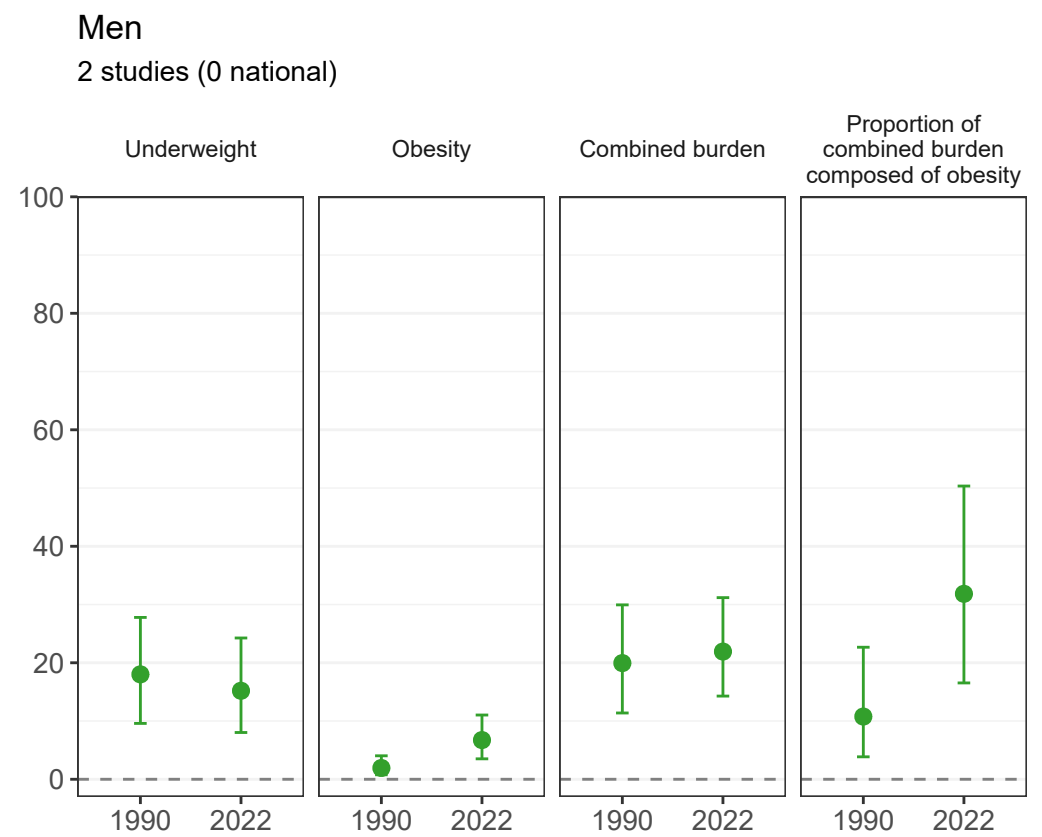 Men
2 studies (0 national)
Underweight
Obesity
Combined burden
Proportion of
combined burden
composed of obesity
100
80
60
40
20
0
1990 2022
1990 2022
1990 2022
1990 2022